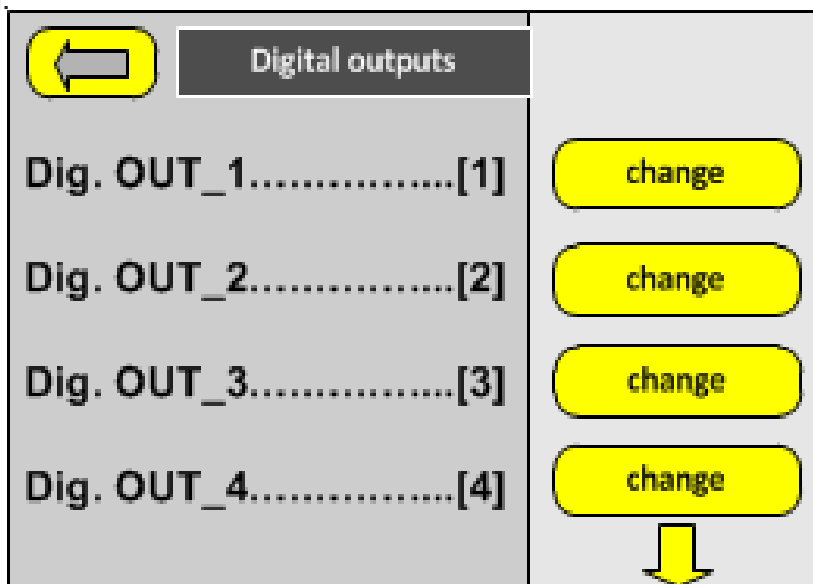 Digital outputs
Dig. OUT_1................[1] change
Dig. OUT_2................[2] change
Dig. OUT_3................[3] change
Dig. OUT_4................[4] change